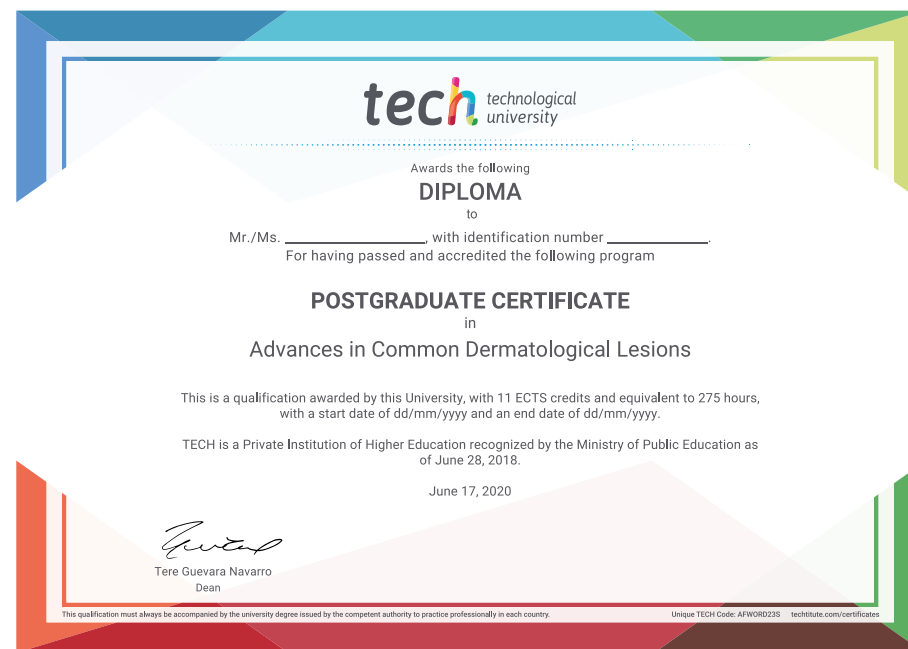 tech technological
university
Awards the following
DIPLOMA
to
Mr./Ms. ____________________, with identification number ______________.
For having passed and accredited the following program
POSTGRADUATE CERTIFICATE
in
Advances in Common Dermatological Lesions
This is a qualification awarded by this University, with 11 ECTS credits and equivalent to 275 hours,
with a start date of dd/mm/yyyy and an end date of dd/mm/yyyy.
TECH is a Private Institution of Higher Education recognized by the Ministry of Public Education as
of June 28, 2018.
June 17, 2020
Tere Guevara Navarro
Dean
This qualification must always be accompanied by the university degree issued by the competent authority to practice professionally in each country. Unique TECH Code: AFWORD23S techtitute.com/certificates